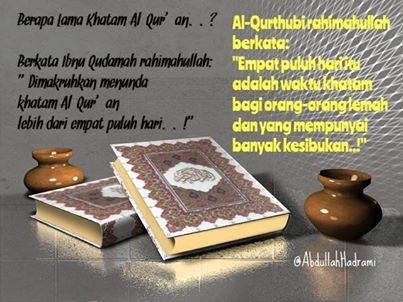 Berapa Lama Khatam Al Qur' an. . ?
Berkata Ibnu Qudamah rahimahullah:
" Dimakruhkan menunda
khatam Al Qur' an
lebih dari empat puluh hari. . !"
Al-Qurthubi rahimahullah
berkata:
"Empat puluh hari itu
adalah waktu khatam
bagi orang-orang lemah
dan yang mempunyai
banyak kesibukan..!"
@AbdullahHadrami